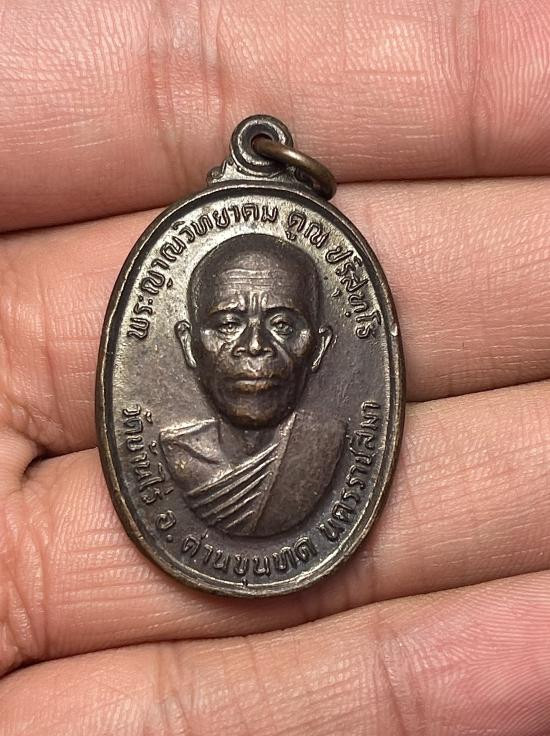 พระญาณวิทยาคม คูณ ปริสุทฺโธ
วัดบ้านไร่ อ. ด่านขุนทด นครราชสีมา